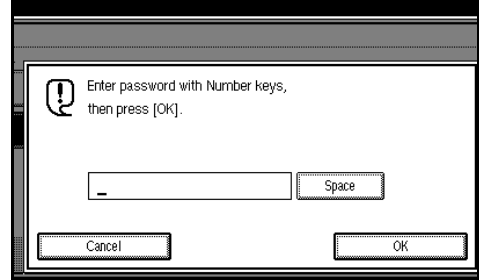 Enter password with Number keys,
then press [OK].
Space
Cancel
OK